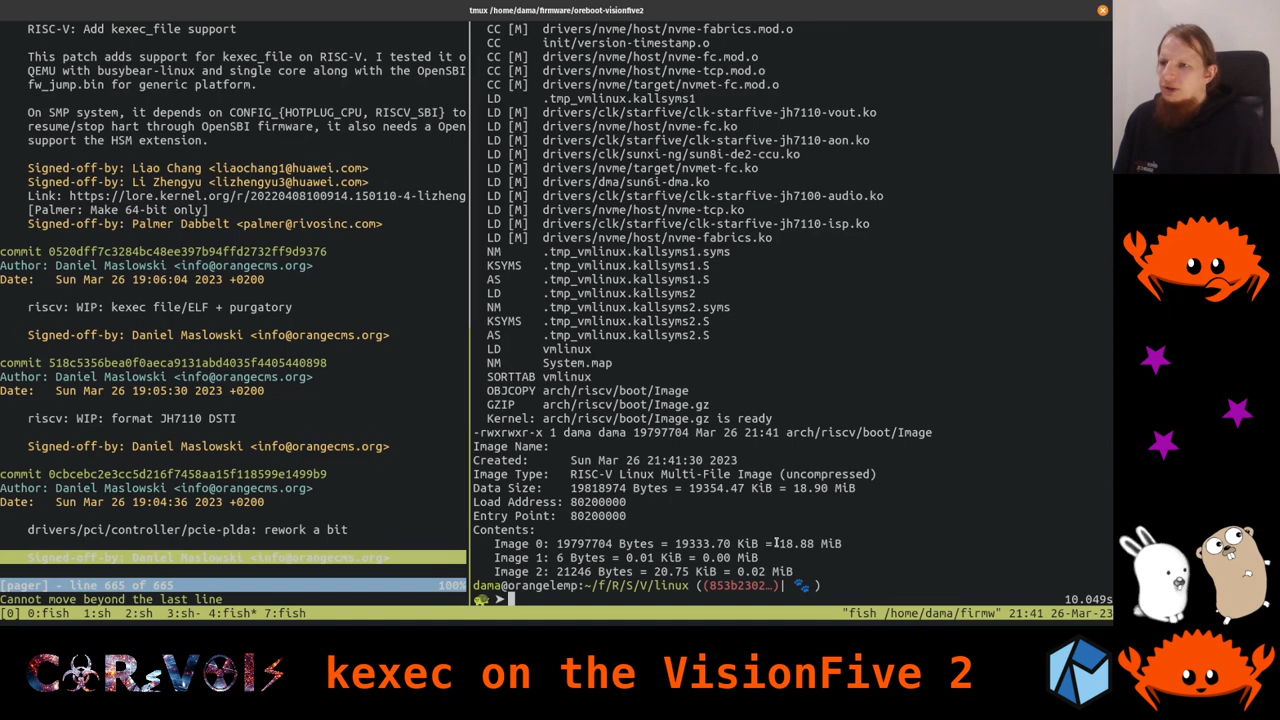 tmux /home/dama/firmware/oreboot-visionfive2
RISC-V: Add kexec_file support
This patch adds support for kexec_file on RISC-V. I tested it o
QEMU with busybear-linux and single core along with the OpenSBI
fw_jump.bin for generic platform.
On SMP system, it depends on CONFIG_{HOTPLUG_CPU, RISCV_SBI} to
resume/stop hart through OpenSBI firmware, it also needs a Open
support the HSM extension.
Signed-off-by: Liao Chang <liaochang1@huawei.com>
Signed-off-by: Li Zhengyu <lizhengyu3@huawei.com>
Link: https://lore.kernel.org/r/20220408100914.150110-4-lizheng
[Palmer: Make 64-bit only]
Signed-off-by: Palmer Dabbelt <palmer@rivosinc.com>
commit 0520dff7c3284bc48ee397b94ffd2732ff9d9376
Author: Daniel Maslowski <info@orangecms.org>
Date:   Sun Mar 26 19:06:04 2023 +0200
riscv: WIP: kexec file/ELF + purgatory
Signed-off-by: Daniel Maslowski <info@orangecms.org>
commit 518c5356bea0f0aeca9131abd4035f4405440898
Author: Daniel Maslowski <info@orangecms.org>
Date:   Sun Mar 26 19:05:30 2023 +0200
riscv: WIP: format JH7110 DSTI
Signed-off-by: Daniel Maslowski <info@orangecms.org>
commit 0cbcebc2e3cc5d216f7458aa15f118599e1499b9
Author: Daniel Maslowski <info@orangecms.org>
Date:   Sun Mar 26 19:04:36 2023 +0200
drivers/pci/controller/pcie-plda: rework a bit
Signed-off-by: Daniel Maslowski <info@orangecms.org>
[pager] - line 665 of 665 100%
Cannot move beyond the last line
CC [M]  drivers/nvme/host/nvme-fabrics.mod.o
CC      init/version-timestamp.o
CC [M]  drivers/nvme/host/nvme-fc.mod.o
CC [M]  drivers/nvme/host/nvme-tcp.mod.o
CC [M]  drivers/nvme/target/nvmet-fc.mod.o
LD      .tmp_vmlinux.kallsyms1
LD [M]  drivers/clk/starfive/clk-starfive-jh7110-vout.ko
LD [M]  drivers/nvme/host/nvme-fc.ko
LD [M]  drivers/clk/starfive/clk-starfive-jh7110-aon.ko
LD [M]  drivers/clk/sunxi-ng/sun8i-de2-ccu.ko
LD [M]  drivers/nvme/target/nvmet-fc.ko
LD [M]  drivers/dma/sun6i-dma.ko
LD [M]  drivers/clk/starfive/clk-starfive-jh7100-audio.ko
LD [M]  drivers/nvme/host/nvme-tcp.ko
LD [M]  drivers/clk/starfive/clk-starfive-jh7110-isp.ko
LD [M]  drivers/nvme/host/nvme-fabrics.ko
NM      .tmp_vmlinux.kallsyms1.syms
KSYMS   .tmp_vmlinux.kallsyms1.S
AS      .tmp_vmlinux.kallsyms1.S
LD      .tmp_vmlinux.kallsyms2
NM      .tmp_vmlinux.kallsyms2.syms
KSYMS   .tmp_vmlinux.kallsyms2.S
AS      .tmp_vmlinux.kallsyms2.S
LD      vmlinux
NM      System.map
SORTTAB vmlinux
OBJCOPY arch/riscv/boot/Image
GZIP    arch/riscv/boot/Image.gz
Kernel: arch/riscv/boot/Image.gz is ready
-rwxrwxr-x 1 dama dama 19797704 Mar 26 21:41 arch/riscv/boot/Image
Image Name:
Created:      Sun Mar 26 21:41:30 2023
Image Type:   RISC-V Linux Multi-File Image (uncompressed)
Data Size:    19818974 Bytes = 19354.47 KiB = 18.90 MiB
Load Address: 80200000
Entry Point:  80200000
Contents:
Image 0: 19797704 Bytes = 19333.70 KiB = 18.88 MiB
Image 1: 6 Bytes = 0.01 KiB = 0.00 MiB
Image 2: 21246 Bytes = 20.75 KiB = 0.02 MiB
dama@orangelemp:~/f/R/S/V/linux ((853b2302…)| 🐾 )
🐢 ➤ 10.049s
[0] 0:fish  1:sh  2:sh  3:sh- 4:fish* 7:fish "fish /home/dama/firmw" 21:41 26-Mar-23
kexec on the VisionFive 2